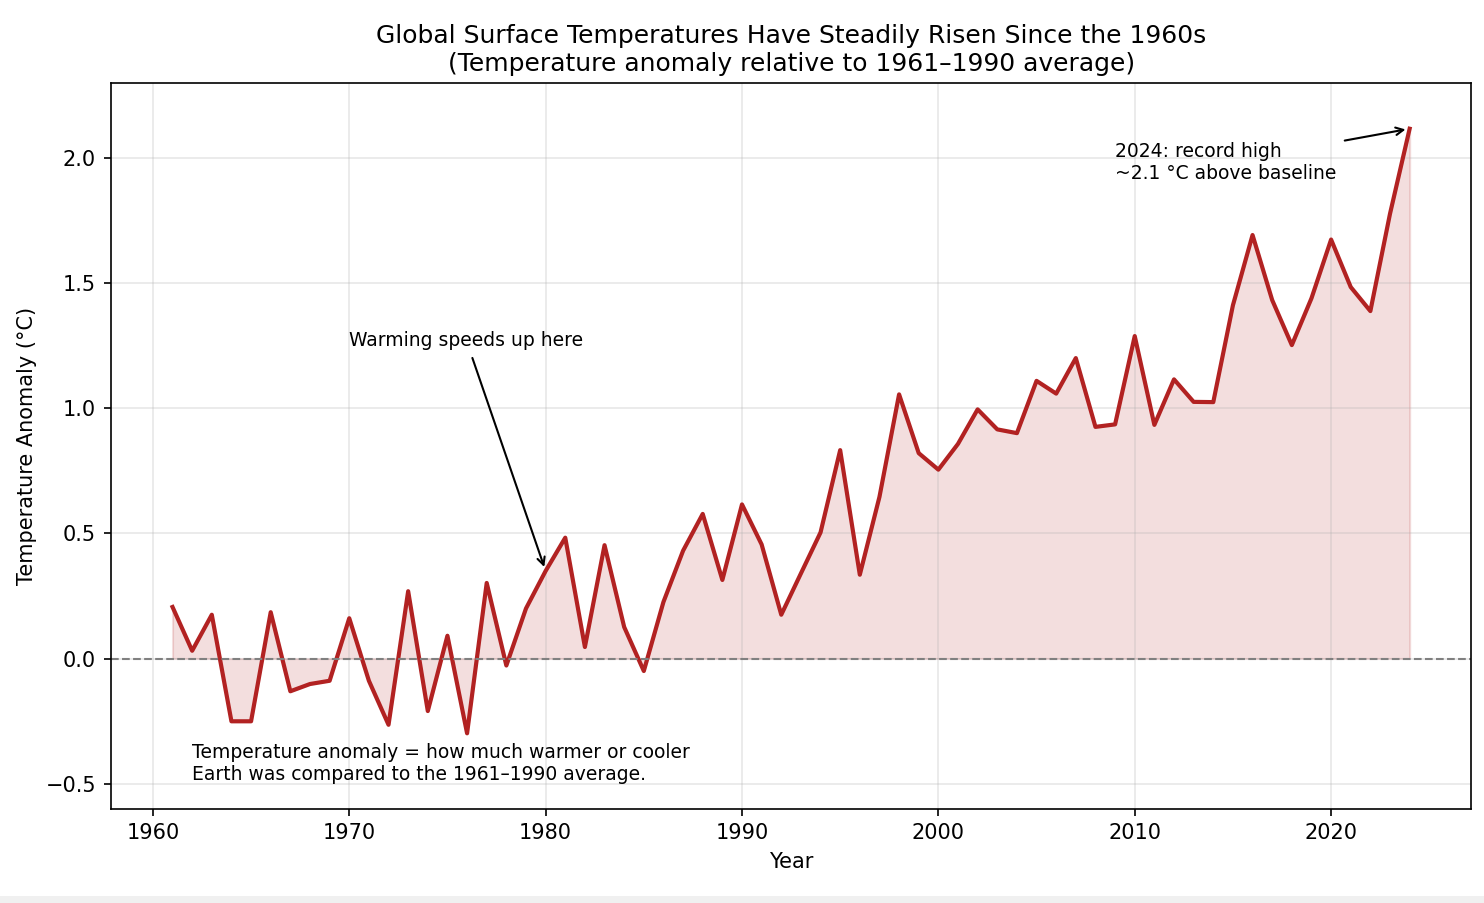 Global Surface Temperatures Have Steadily Risen Since the 1960s
(Temperature anomaly relative to 1961–1990 average)
2.0
1.5
1.0
0.5
0.0
−0.5
Temperature Anomaly (°C)
2024: record high
~2.1 °C above baseline
Warming speeds up here
Temperature anomaly = how much warmer or cooler
Earth was compared to the 1961–1990 average.
1960 1970 1980 1990 2000 2010 2020
Year